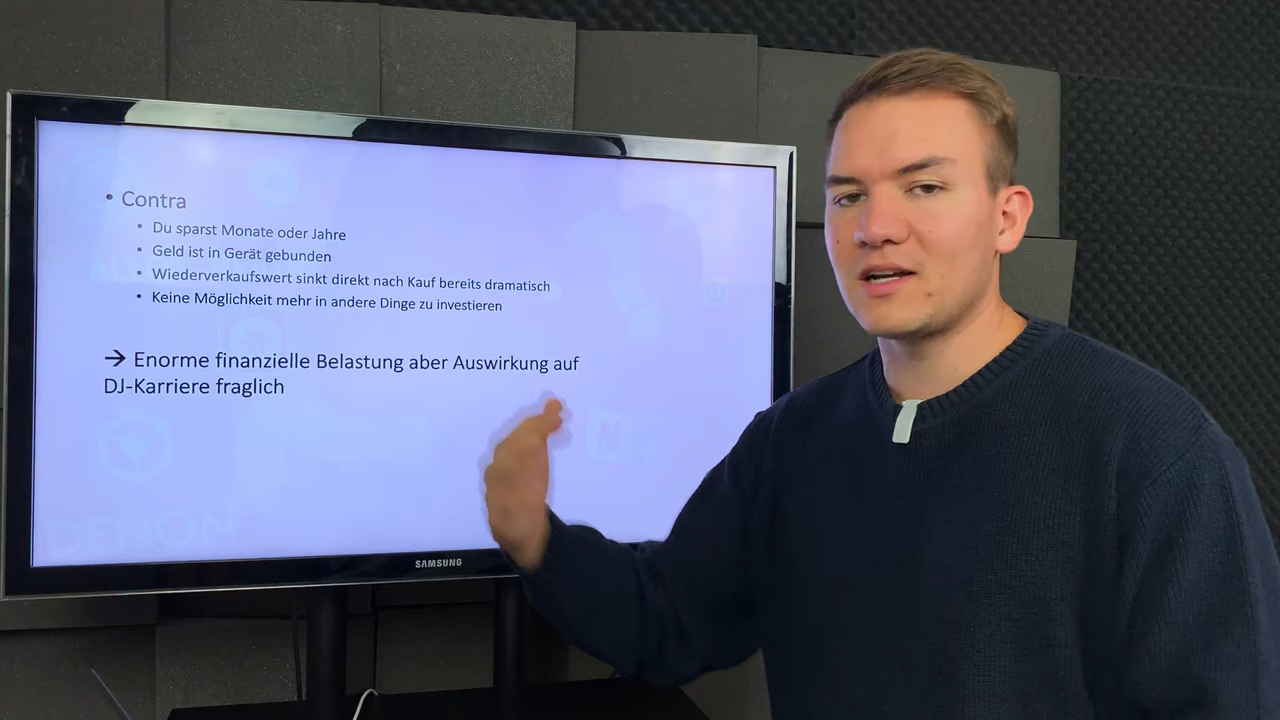 • Contra
• Du sparst Monate oder Jahre
• Geld ist in Gerät gebunden
• Wiederverkaufswert sinkt direkt nach Kauf bereits dramatisch
• Keine Möglichkeit mehr in andere Dinge zu investieren
→ Enorme finanzielle Belastung aber Auswirkung auf
DJ-Karriere fraglich
DENON
SAMSUNG